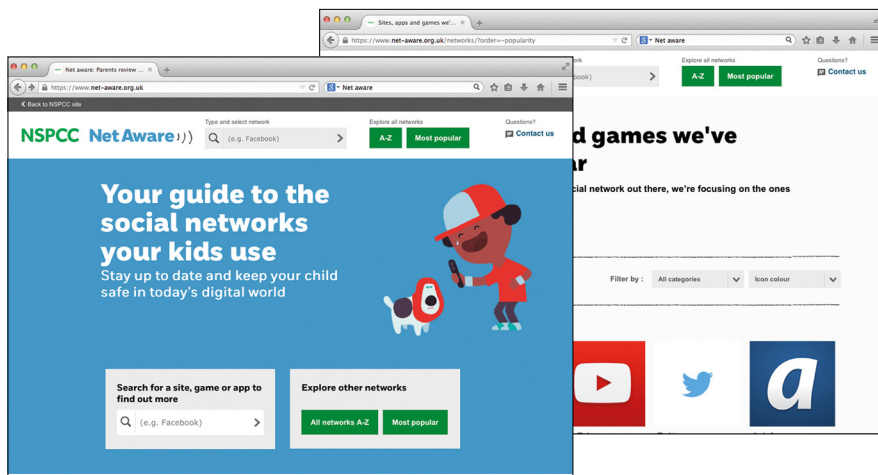 Sites, apps and games we'... ×
https://www.net-aware.org.uk/networks/?order=-popularity
Net aware
Explore all networks
Questions?
A-Z
Most popular
Contact us
d games we've
cial network out there, we're focusing on the ones
Filter by :
All categories
Icon colour
a
Net aware: Parents review ... ×
https://www.net-aware.org.uk
Net aware
Back to NSPCC site
NSPCC Net Aware
Type and select network
(e.g. Facebook)
Explore all networks
A-Z
Most popular
Questions?
Contact us
Your guide to the
social networks
your kids use
Stay up to date and keep your child
safe in today's digital world
Search for a site, game or app to
find out more
(e.g. Facebook)
Explore other networks
All networks A-Z
Most popular